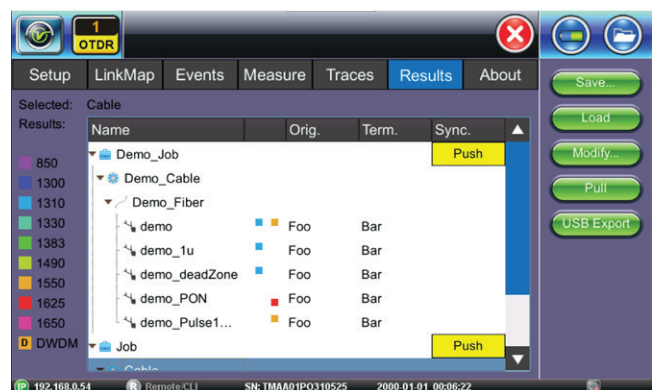 1
OTDR
Setup LinkMap Events Measure Traces Results About
Selected: Cable
Results:
Name Orig. Term. Sync.
850
1300
1310
1330
1383
1490
1550
1625
1650
D DWDM
Demo_Job Push
Demo_Cable
Demo_Fiber
demo Foo Bar
demo_1u Foo Bar
demo_deadZone Foo Bar
demo_PON Foo Bar
demo_Pulse1... Foo Bar
Job Push
Cable
Save...
Load
Modify...
Pull
USB Export
IP 192.168.0.54 R Remote/CLI SN: TMAA01PO310525 2000-01-01 00:06:22